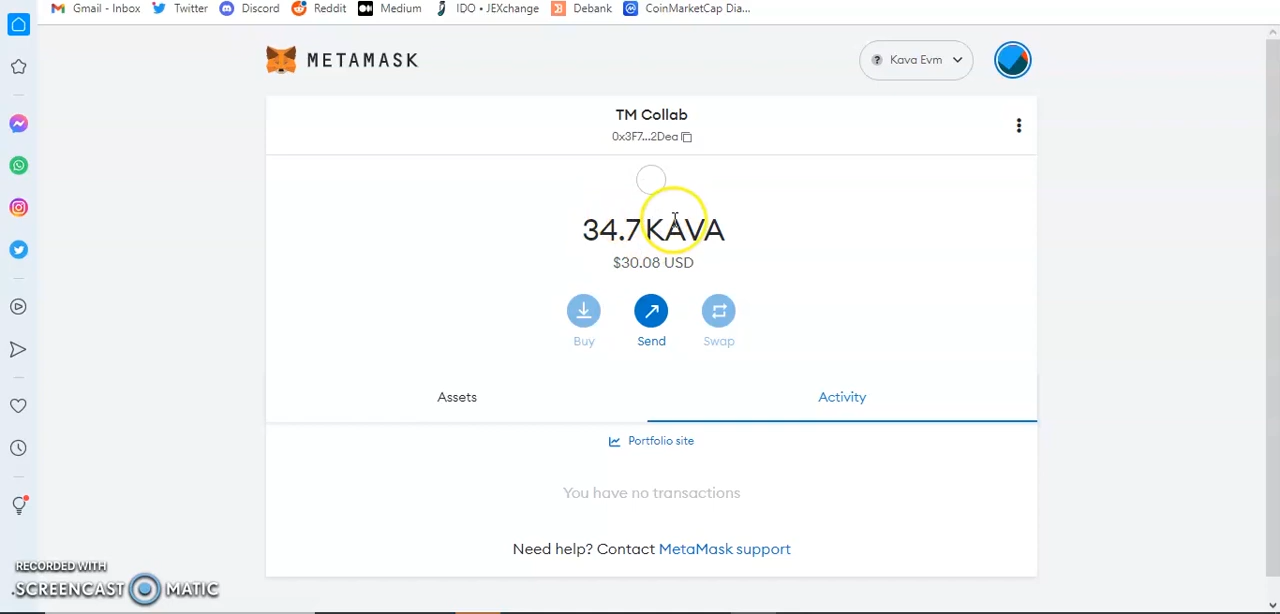 Gmail - Inbox Twitter Discord Reddit Medium IDO • JEXchange Debank CoinMarketCap Dia...
METAMASK
? Kava Evm
TM Collab
0x3F7...2Dea
34.7 KAVA
$30.08 USD
Buy Send Swap
Assets Activity
Portfolio site
You have no transactions
Need help? Contact MetaMask support
RECORDED WITH
SCREENCAST MATIC